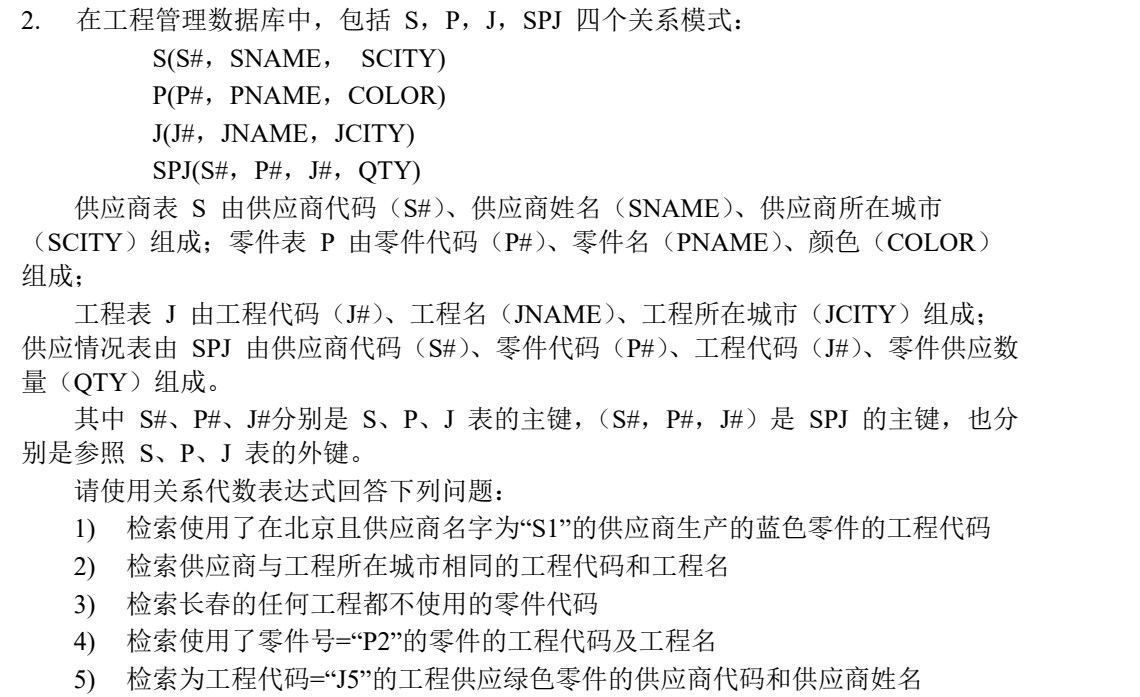 2. 在工程管理数据库中，包括 S，P，J，SPJ 四个关系模式：
S(S#，SNAME， SCITY)
P(P#，PNAME，COLOR)
J(J#，JNAME，JCITY)
SPJ(S#，P#，J#，QTY)
供应商表 S 由供应商代码（S#）、供应商姓名（SNAME）、供应商所在城市
（SCITY）组成；零件表 P 由零件代码（P#）、零件名（PNAME）、颜色（COLOR）
组成；
工程表 J 由工程代码（J#）、工程名（JNAME）、工程所在城市（JCITY）组成；
供应情况表由 SPJ 由供应商代码（S#）、零件代码（P#）、工程代码（J#）、零件供应数
量（QTY）组成。
其中 S#、P#、J#分别是 S、P、J 表的主键，（S#，P#，J#）是 SPJ 的主键，也分
别是参照 S、P、J 表的外键。
请使用关系代数表达式回答下列问题：
1) 检索使用了在北京且供应商名字为“S1”的供应商生产的蓝色零件的工程代码
2) 检索供应商与工程所在城市相同的工程代码和工程名
3) 检索长春的任何工程都不使用的零件代码
4) 检索使用了零件号=“P2”的零件的工程代码及工程名
5) 检索为工程代码=“J5”的工程供应绿色零件的供应商代码和供应商姓名